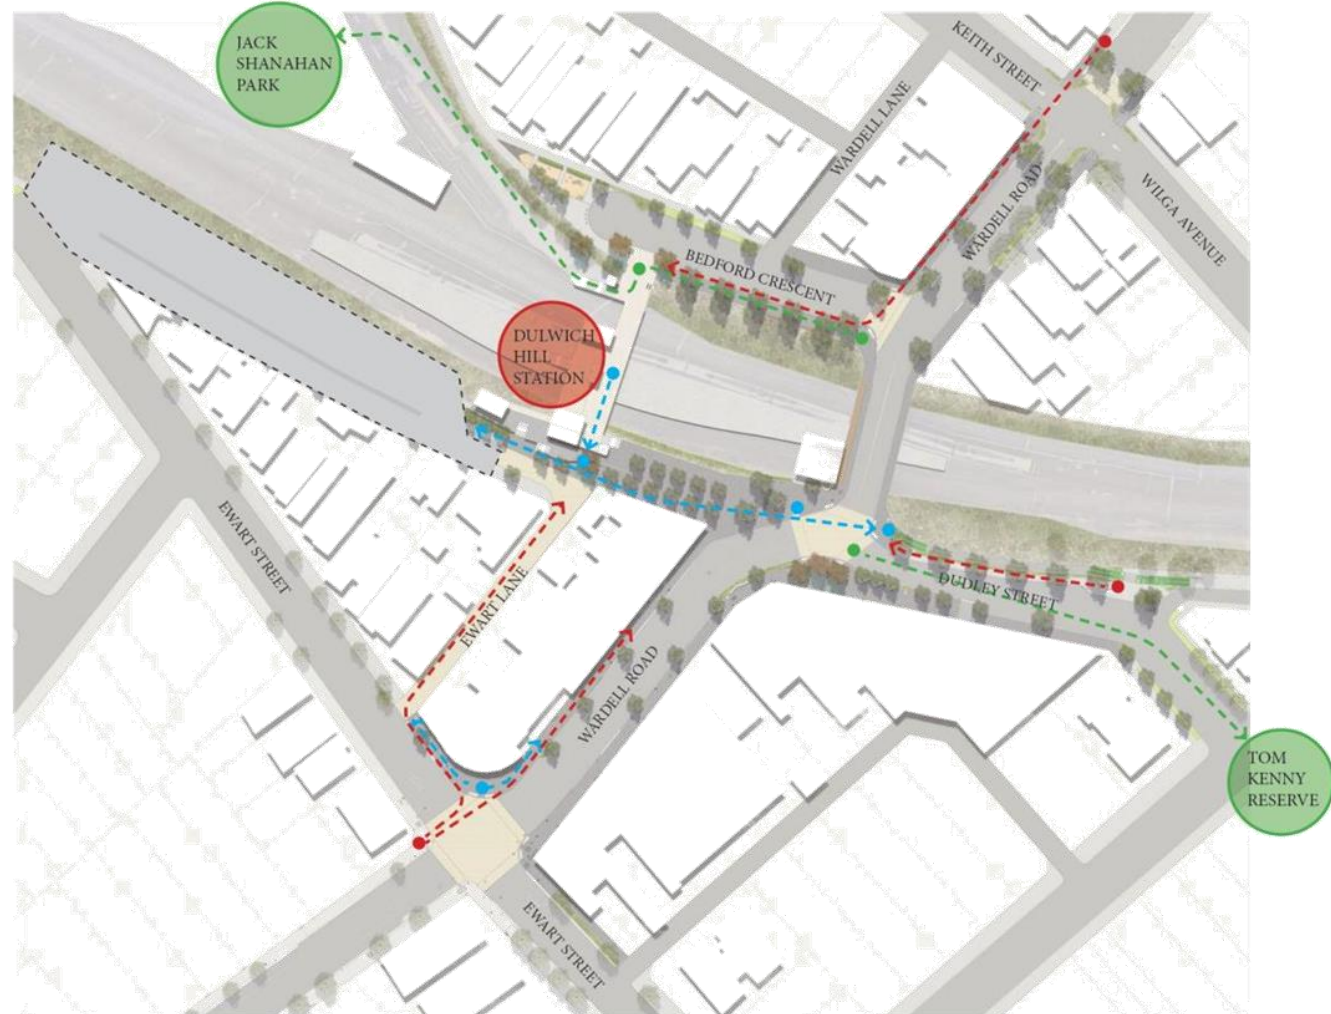 JACK
SHANAHAN
PARK
KEITH STREET
WARDELL LANE
WARDELL ROAD
WILGA AVENUE
BEDFORD CRESCENT
DULWICH
HILL
STATION
EWART STREET
EWART LANE
DUDLEY STREET
WARDELL ROAD
TOM
KENNY
RESERVE
EWART STREET